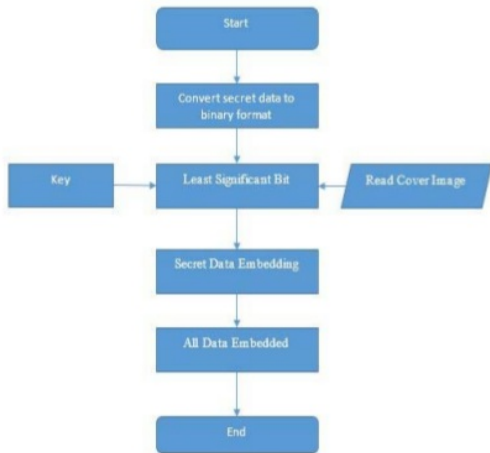 Start
Convert secret data to
binary format
Key
Least Significant Bit
Read Cover Image
Secret Data Embedding
All Data Embedded
End